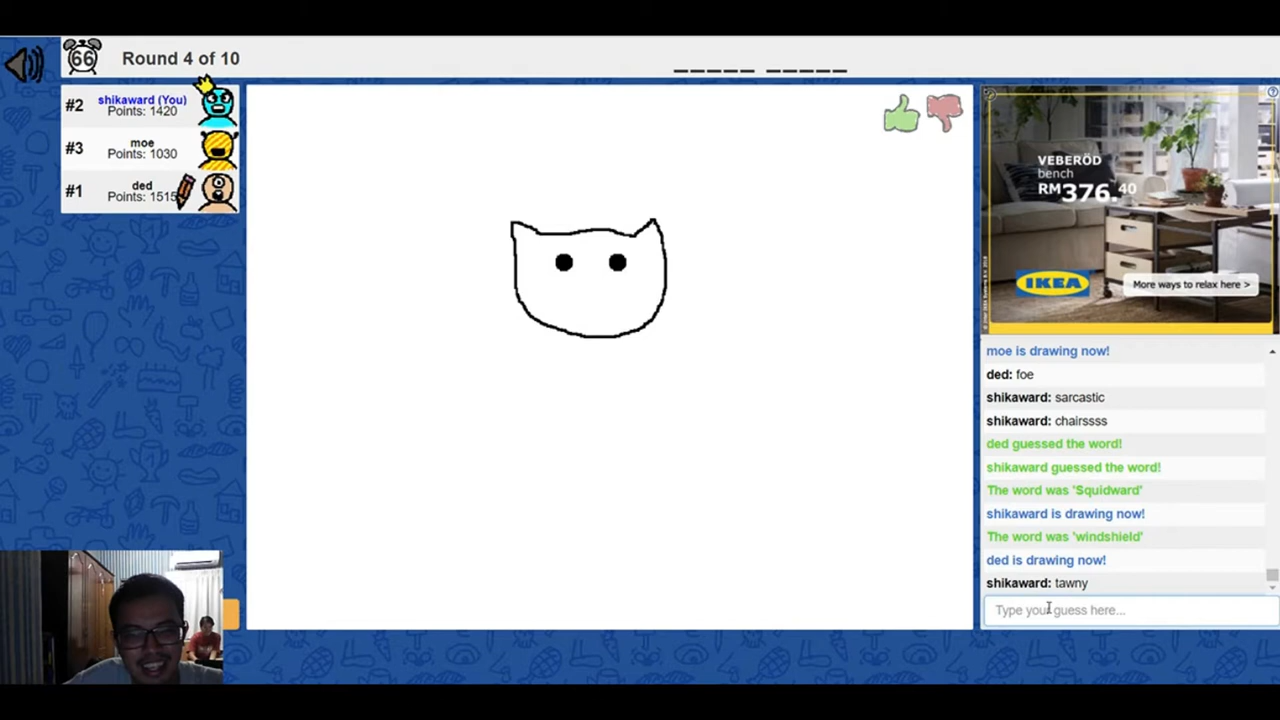 66
Round 4 of 10
_____ _____
#2 shikaward (You)
Points: 1420
#3 moe
Points: 1030
#1 ded
Points: 1515
VEBERÖD
bench
RM376.40
IKEA
More ways to relax here >
moe is drawing now!
ded: foe
shikaward: sarcastic
shikaward: chairssss
ded guessed the word!
shikaward guessed the word!
The word was 'Squidward'
shikaward is drawing now!
The word was 'windshield'
ded is drawing now!
shikaward: tawny
Type your guess here...